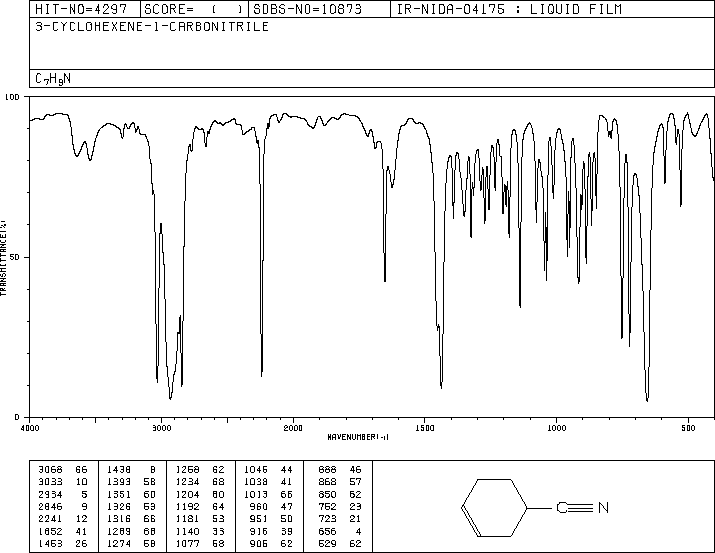 HIT-NO=4297 SCORE= ( ) SDBS-NO=10873 IR-NIDA-04175 : LIQUID FILM
3-CYCLOHEXENE-1-CARBONITRILE
C7H9N
100
50
0
TRANSMITTANCE(%)
4000 3000 2000 1500 1000 500
WAVENUMBER(-1)
3068 66 1438 8 1258 62 1046 44 888 46
3033 10 1393 58 1234 68 1038 41 868 57
2934 5 1351 60 1204 60 1013 66 850 62
2846 9 1326 53 1192 64 960 47 752 23
2241 12 1316 66 1181 53 951 50 723 21
1652 41 1289 68 1140 33 916 39 656 4
1453 26 1274 58 1077 58 906 62 529 62
C N